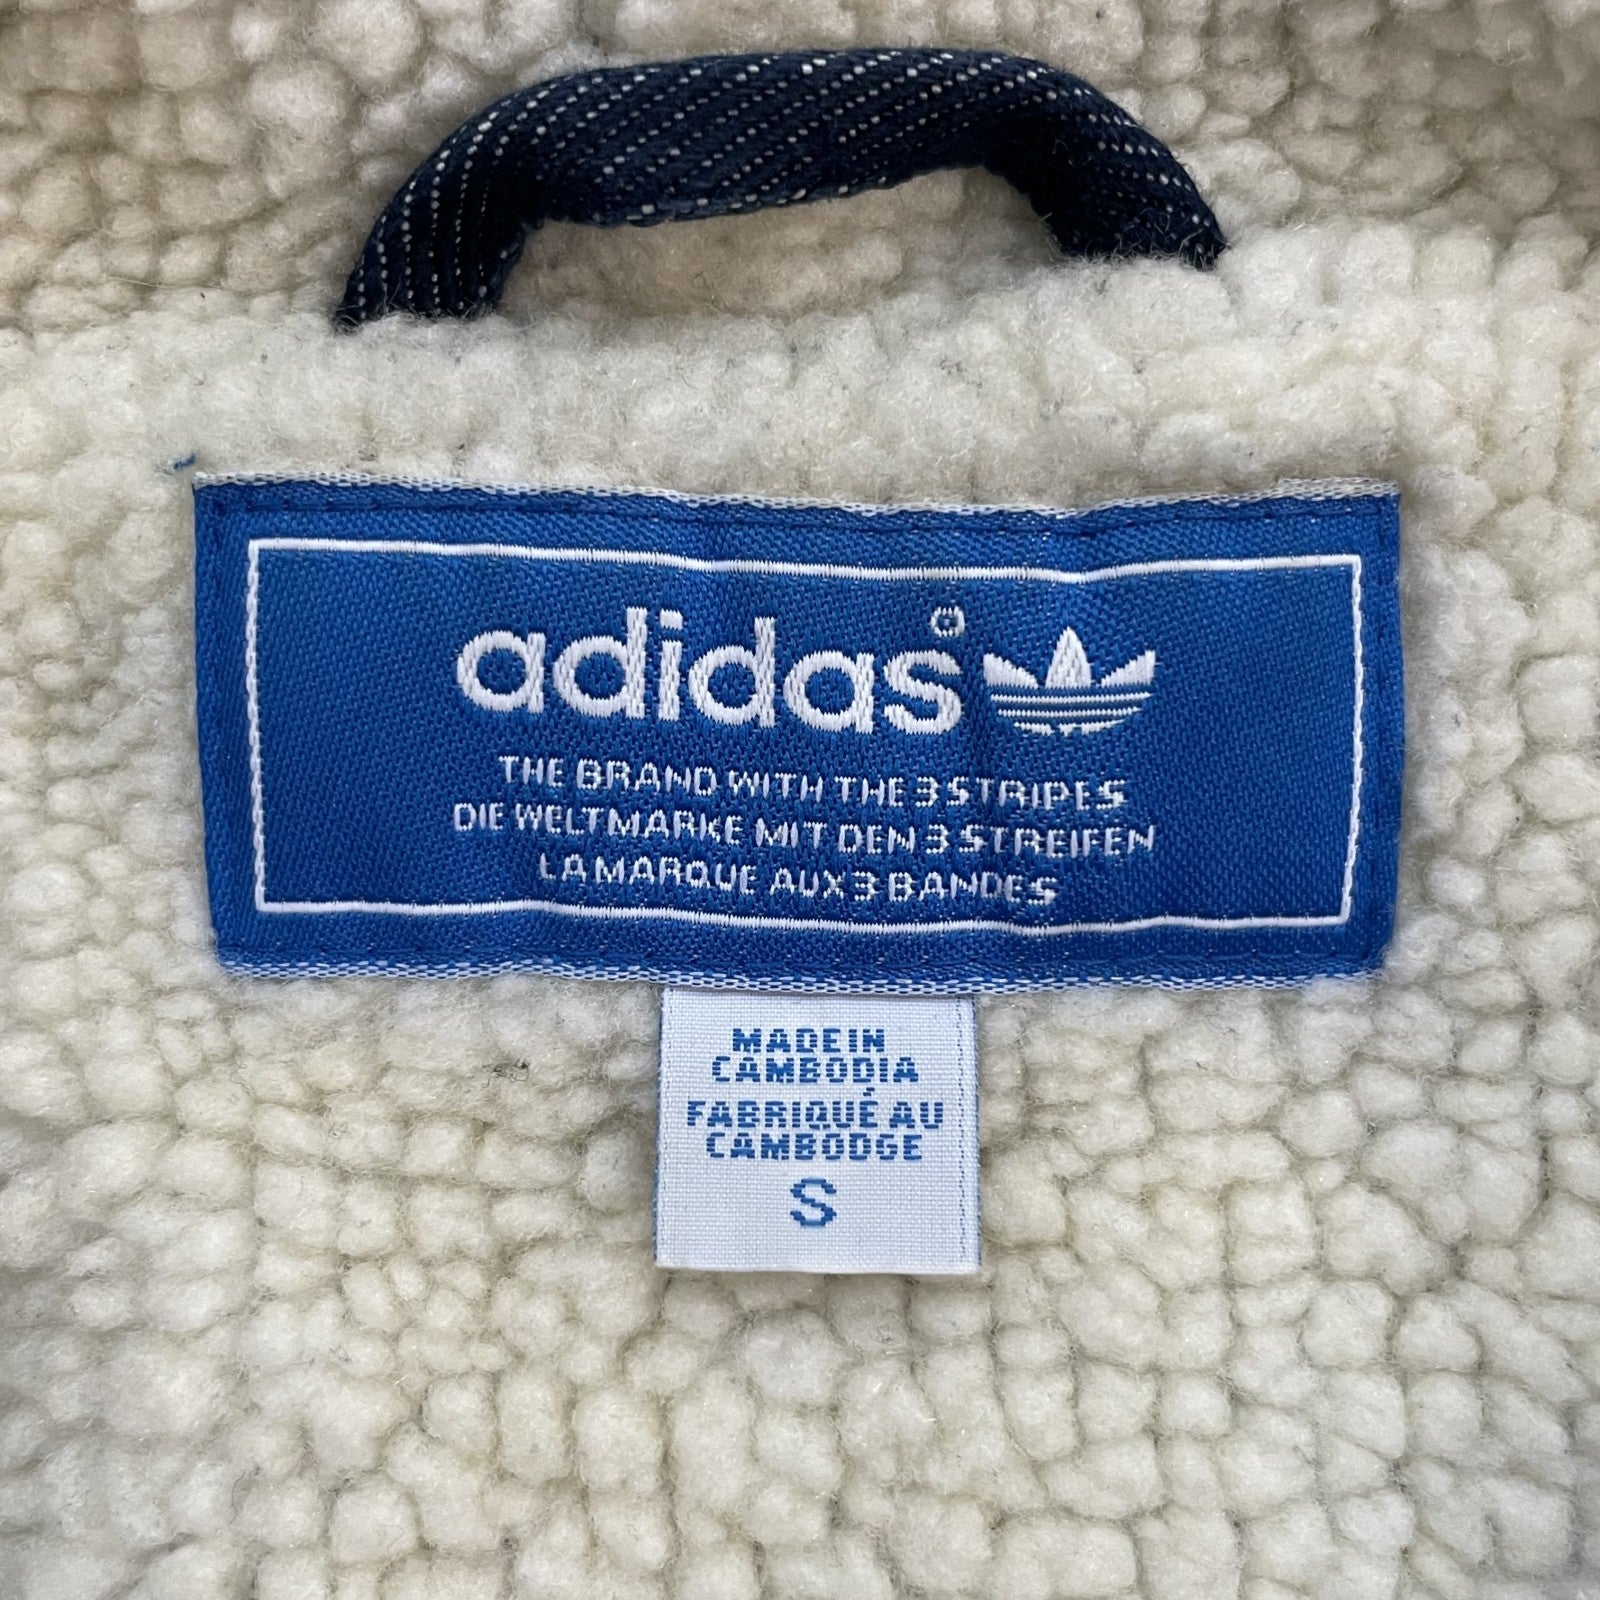 adidas
THE BRAND WITH THE 3 STRIPES
DIE WELTMARKE MIT DEN 3 STREIFEN
LA MARQUE AUX 3 BANDES
MADE IN
CAMBODIA
FABRIQUÉ AU
CAMBODGE
S